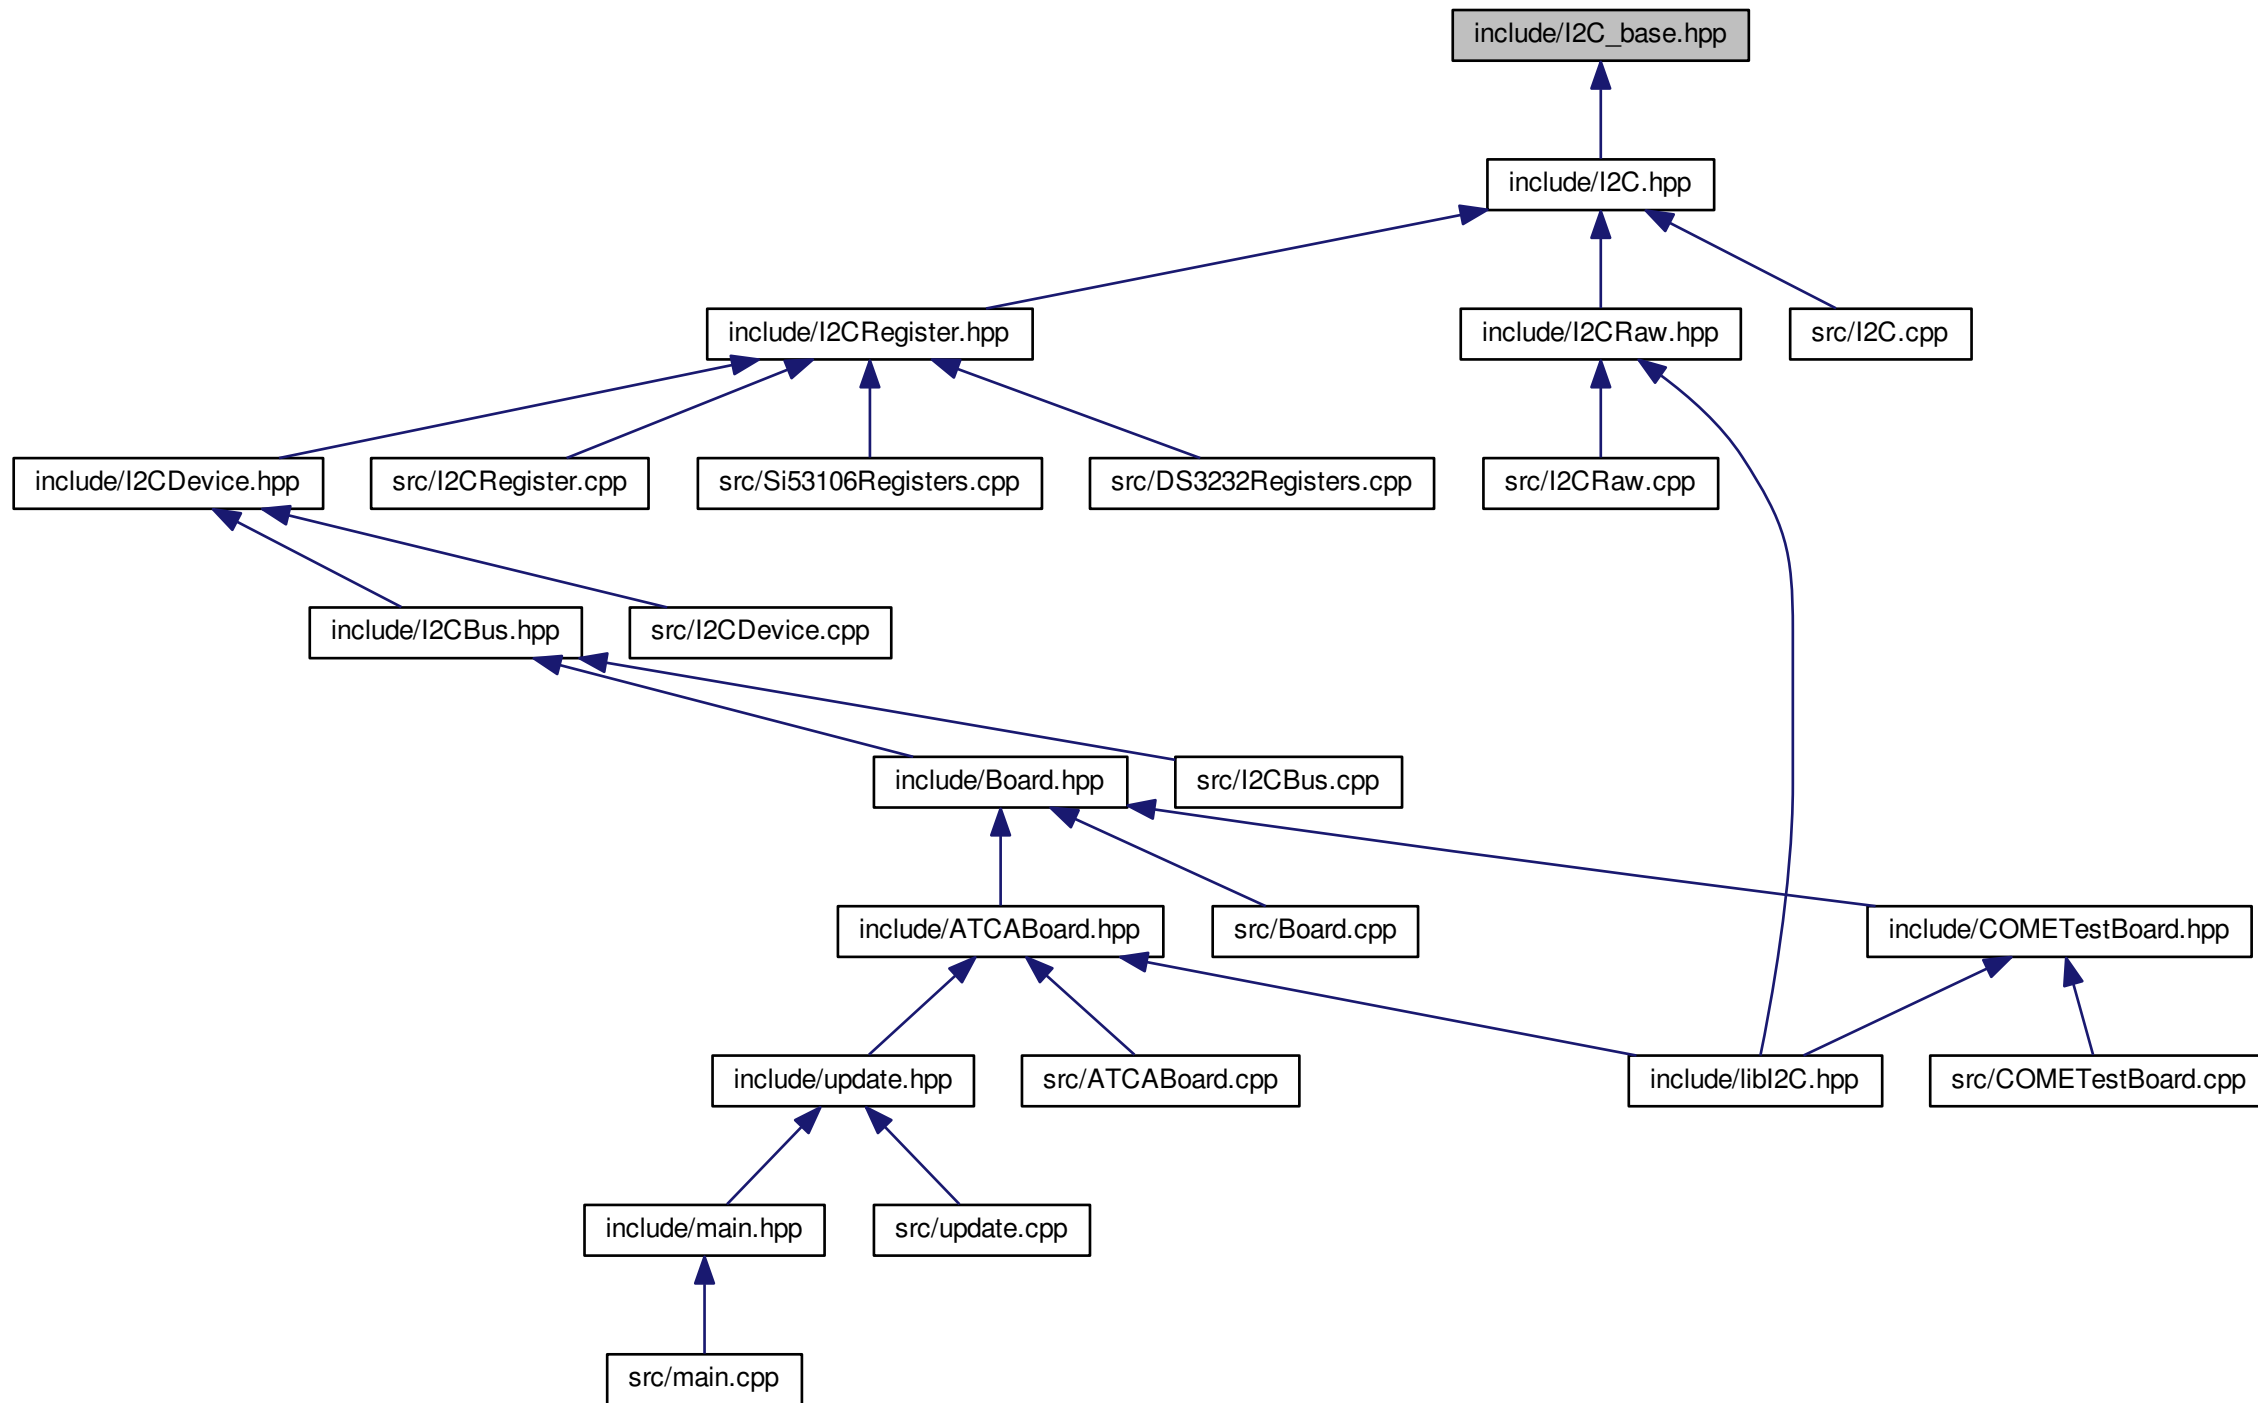 include/I2C_base.hpp
include/I2C.hpp
include/I2CRegister.hpp
include/I2CRaw.hpp
src/I2C.cpp
include/I2CDevice.hpp
src/I2CRegister.cpp
src/Si53106Registers.cpp
src/DS3232Registers.cpp
src/I2CRaw.cpp
include/I2CBus.hpp
src/I2CDevice.cpp
include/Board.hpp
src/I2CBus.cpp
include/ATCABoard.hpp
src/Board.cpp
include/COMETestBoard.hpp
include/update.hpp
src/ATCABoard.cpp
include/libI2C.hpp
src/COMETestBoard.cpp
include/main.hpp
src/update.cpp
src/main.cpp